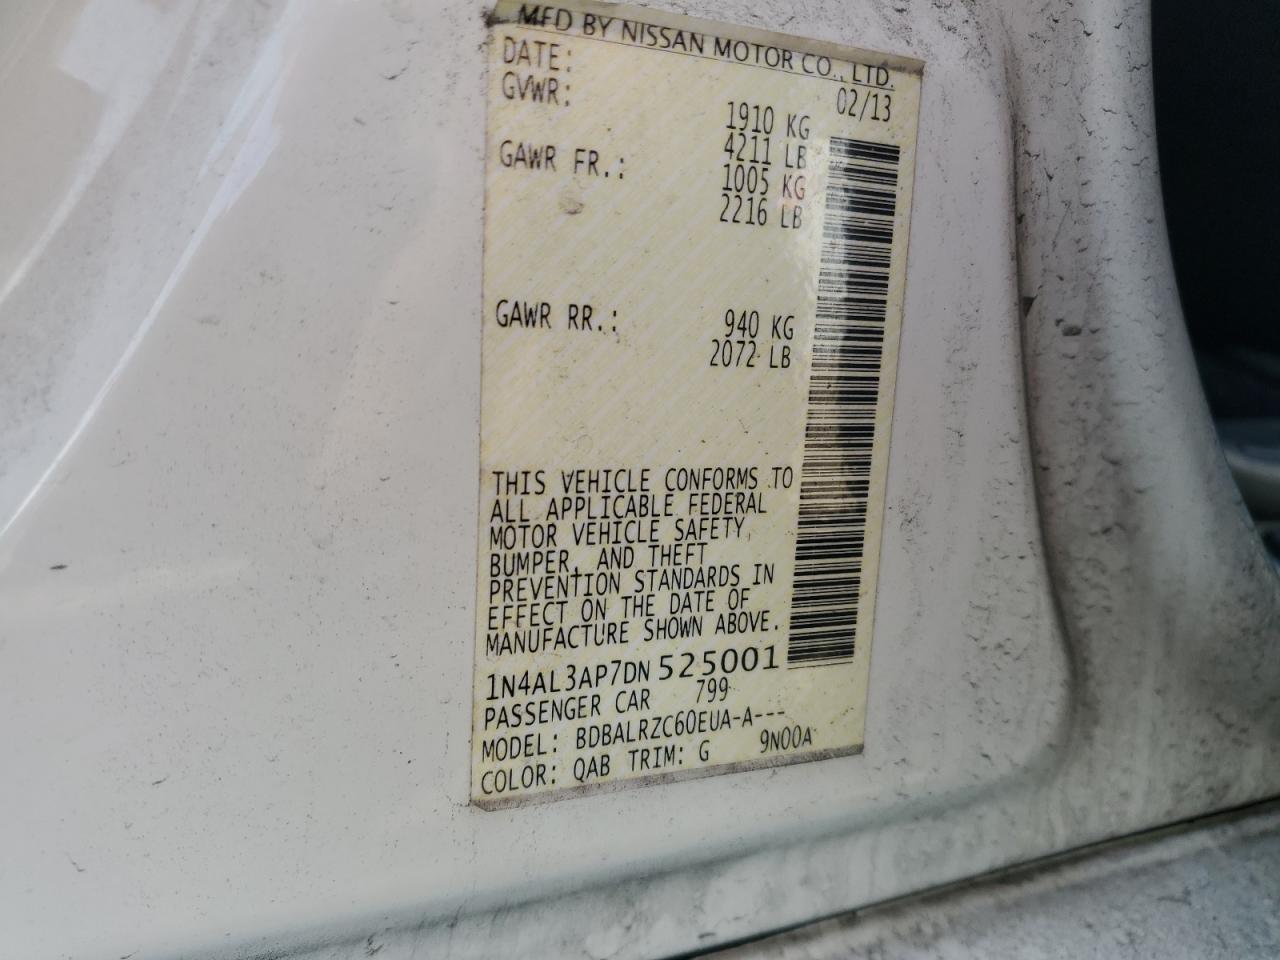 MFD BY NISSAN MOTOR CO., LTD.
DATE: 02/13
GVWR: 1910 KG
4211 LB
GAWR FR.: 1005 KG
2216 LB
GAWR RR.: 940 KG
2072 LB
THIS VEHICLE CONFORMS TO
ALL APPLICABLE FEDERAL
MOTOR VEHICLE SAFETY,
BUMPER, AND THEFT
PREVENTION STANDARDS IN
EFFECT ON THE DATE OF
MANUFACTURE SHOWN ABOVE.
1N4AL3AP7DN525001
PASSENGER CAR 799
MODEL: BDBALRZC60EUA-A---
COLOR: QAB TRIM: G 9N00A